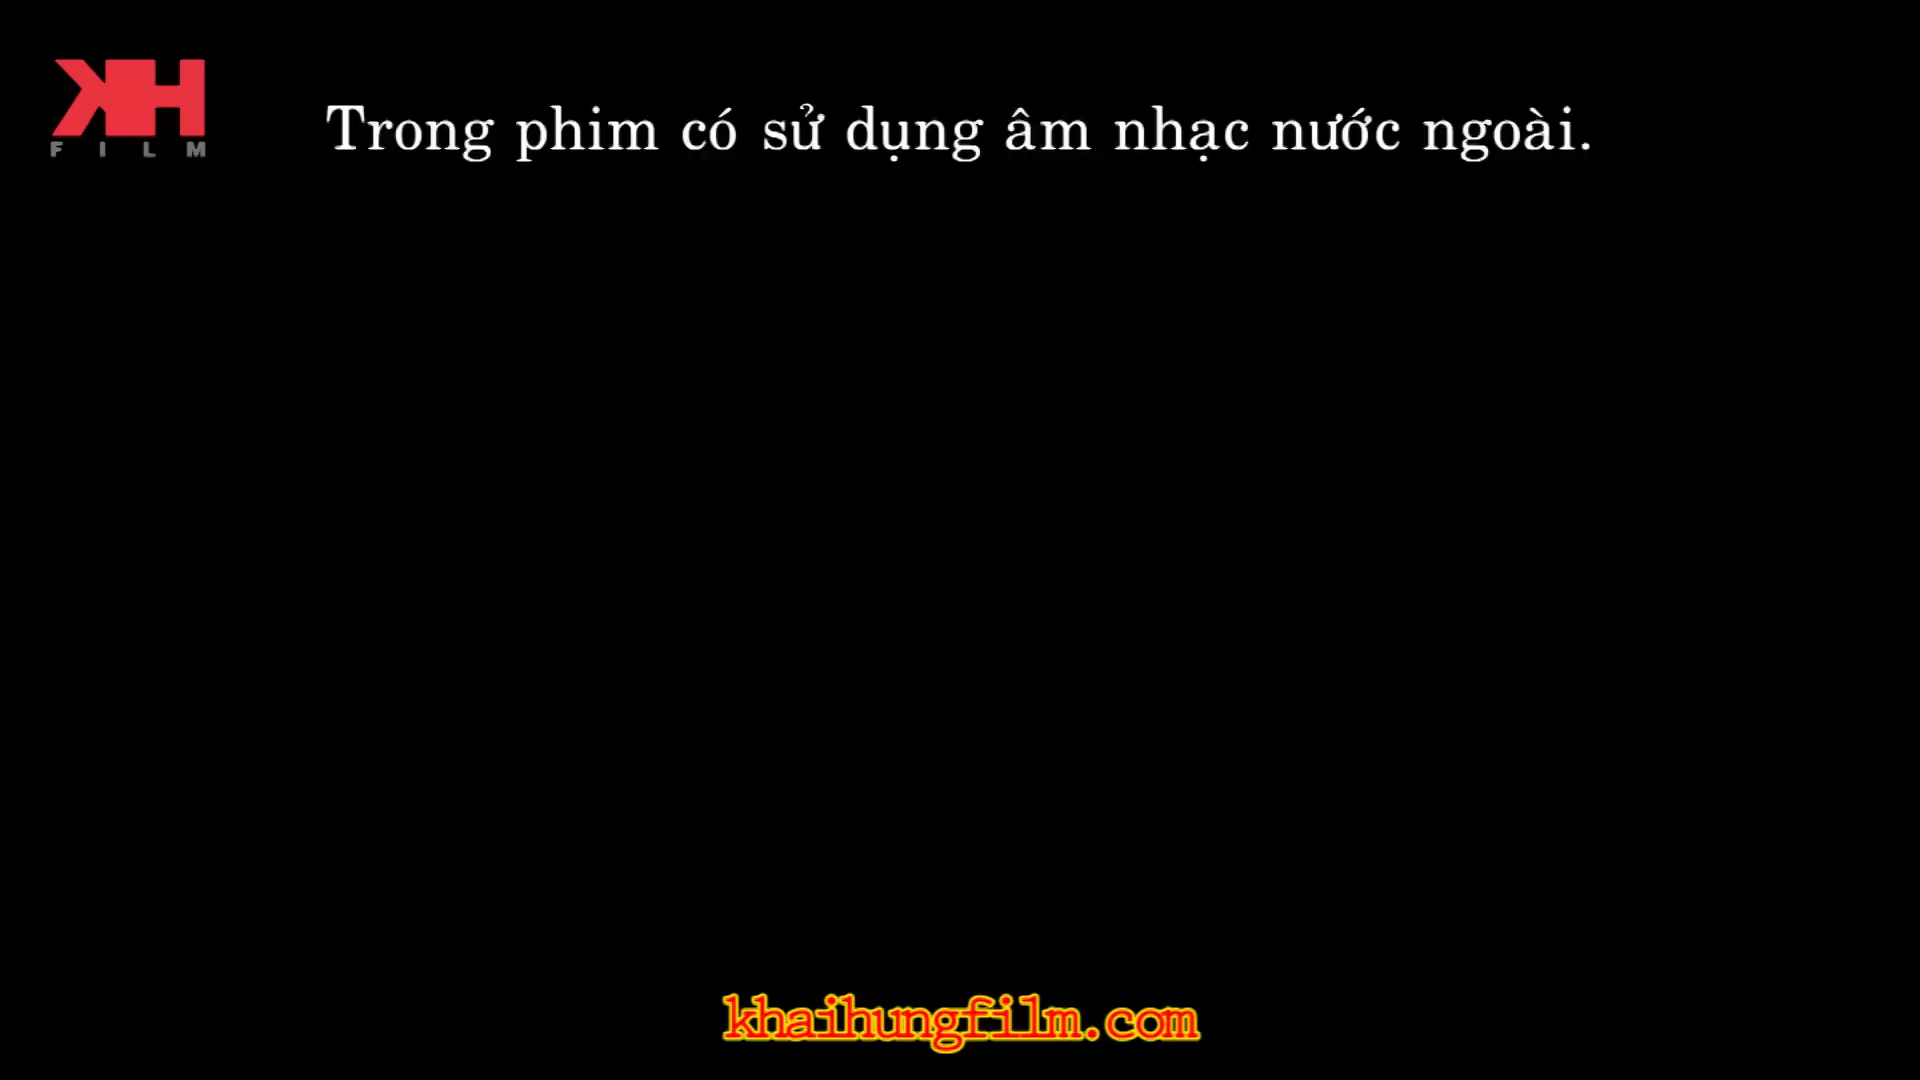 KH
FILM
Trong phim có sử dụng âm nhạc nước ngoài.
khaihungfilm.com